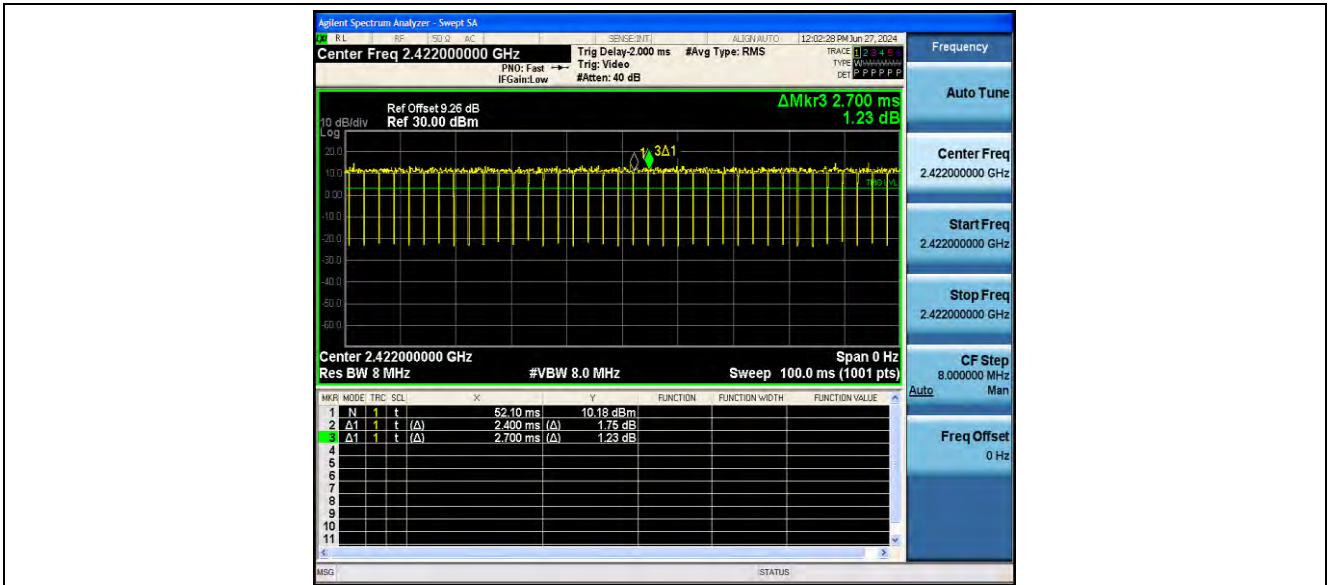 Agilent Spectrum Analyzer - Swept SA
RL RF 50 Ω AC SENSE:INT ALIGN AUTO 12:02:28 PM Jun 27, 2024
Center Freq 2.422000000 GHz
PNO: Fast
IFGain:Low
Trig Delay-2.000 ms
Trig: Video
#Atten: 40 dB
#Avg Type: RMS
TRACE 1 2 3 4 5 6
TYPE W
DET P P P P P P
Ref Offset 9.26 dB
10 dB/div Ref 30.00 dBm
Log
ΔMkr3 2.700 ms
1.23 dB
20.0
10.0
0.00
-10.0
-20.0
-30.0
-40.0
-50.0
-60.0
3Δ1
TRIG LVL
Center 2.422000000 GHz Span 0 Hz
Res BW 8 MHz #VBW 8.0 MHz Sweep 100.0 ms (1001 pts)
MKR MODE TRC SCL X Y FUNCTION FUNCTION WIDTH FUNCTION VALUE
1 N 1 t 52.10 ms 10.18 dBm
2 Δ1 1 t (Δ) 2.400 ms (Δ) 1.75 dB
3 Δ1 1 t (Δ) 2.700 ms (Δ) 1.23 dB
4
5
6
7
8
9
10
11
MSG STATUS
Frequency
Auto Tune
Center Freq
2.422000000 GHz
Start Freq
2.422000000 GHz
Stop Freq
2.422000000 GHz
CF Step
8.000000 MHz
Auto Man
Freq Offset
0 Hz